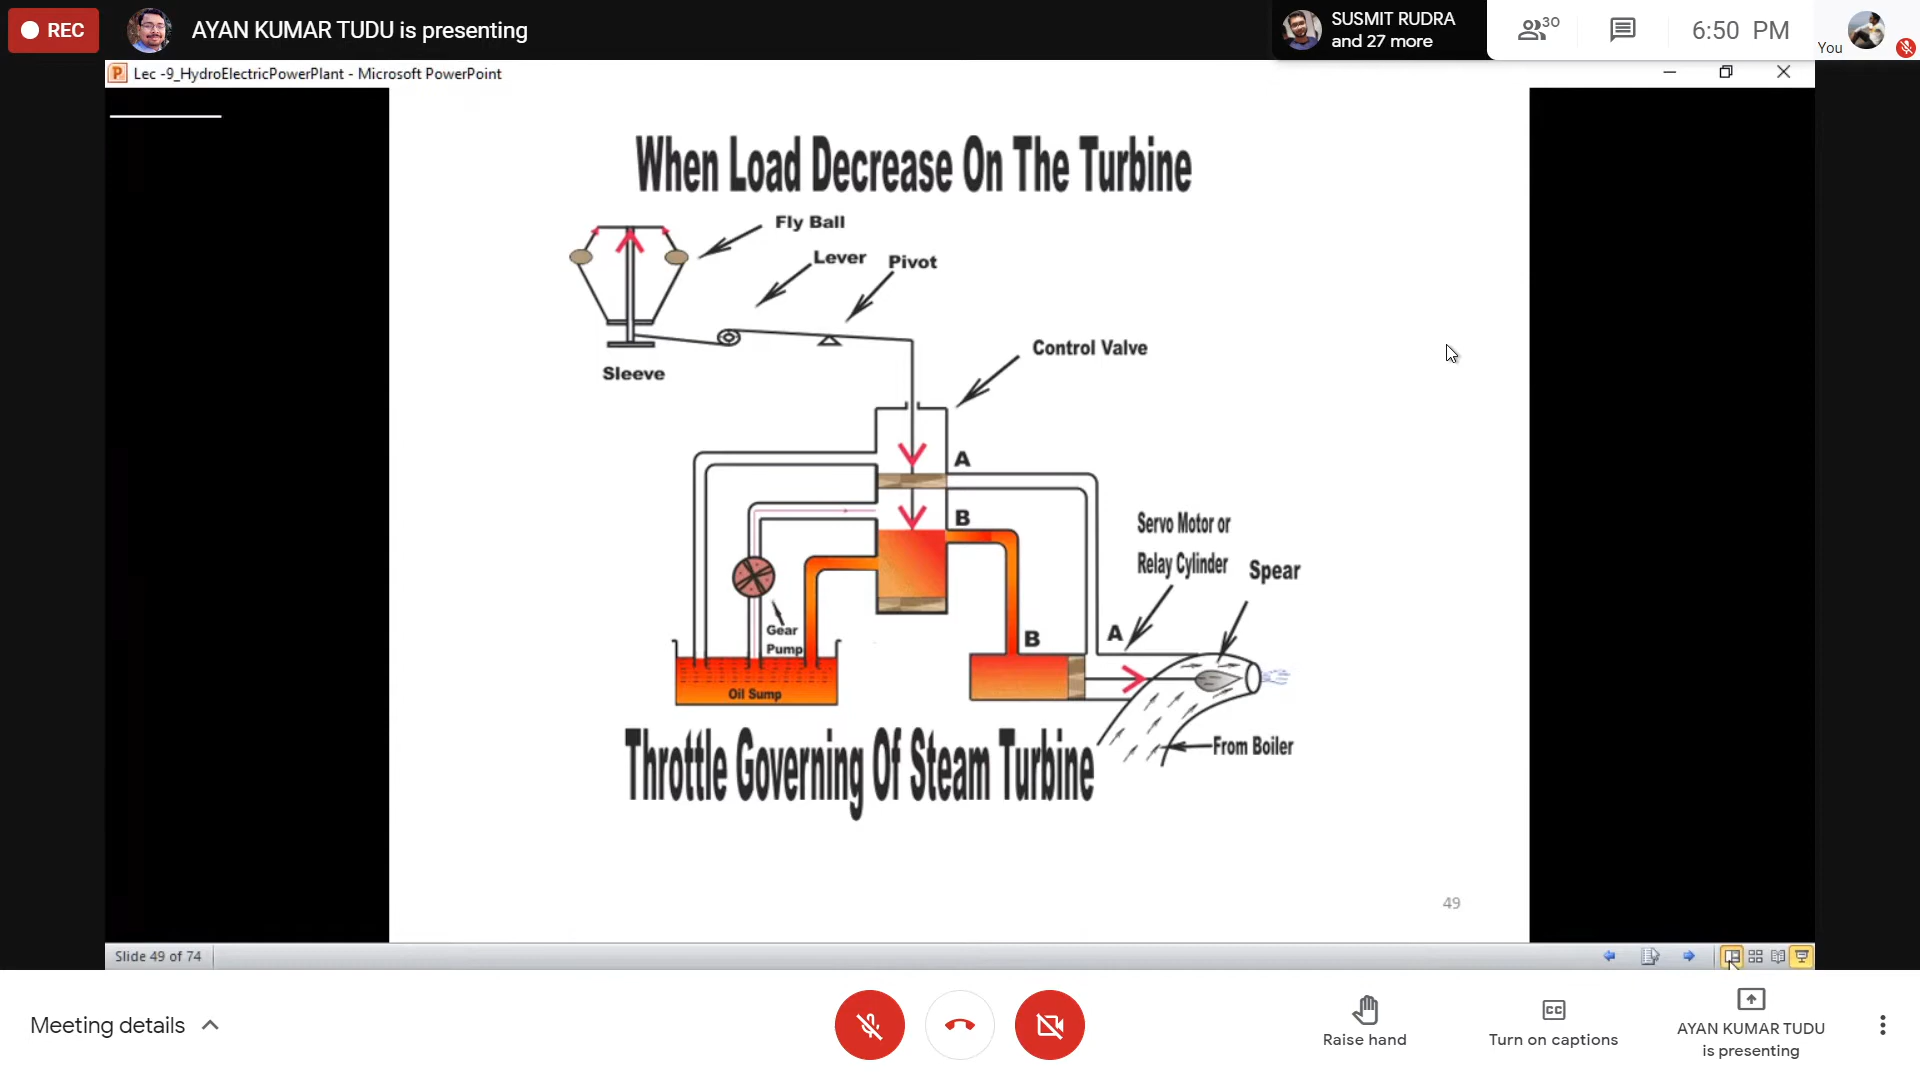 REC
AYAN KUMAR TUDU is presenting
SUSMIT RUDRA
and 27 more
30
6:50 PM
You
Lec -9_HydroElectricPowerPlant - Microsoft PowerPoint
When Load Decrease On The Turbine
Fly Ball
Lever
Pivot
Sleeve
Control Valve
A
B
Servo Motor or
Relay Cylinder
Spear
Gear
Pump
B
A
Oil Sump
From Boiler
Throttle Governing Of Steam Turbine
49
Slide 49 of 74
Meeting details
Raise hand
CC
Turn on captions
AYAN KUMAR TUDU
is presenting